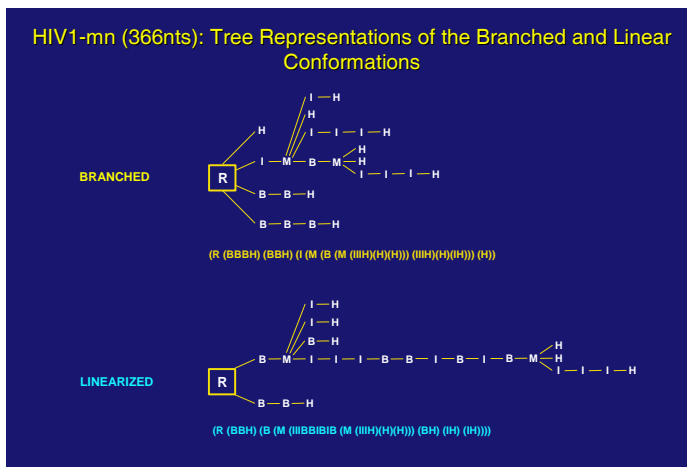 HIV1-mn (366nts): Tree Representations of the Branched and Linear
Conformations
I H
H
H I I I H
I M B M H
H
I I I H
BRANCHED R
B B H
B B B H
(R (BBBH) (BBH) (I (M (B (M (IIIH)(H)(H))) (IIIH)(H)(IH))) (H))
I H
I H
B H
B M I I I B B I B I B M H
H
I I I H
LINEARIZED R
B B H
(R (BBH) (B (M (IIIBBIBIB (M (IIIH)(H)(H))) (BH) (IH) (IH))))